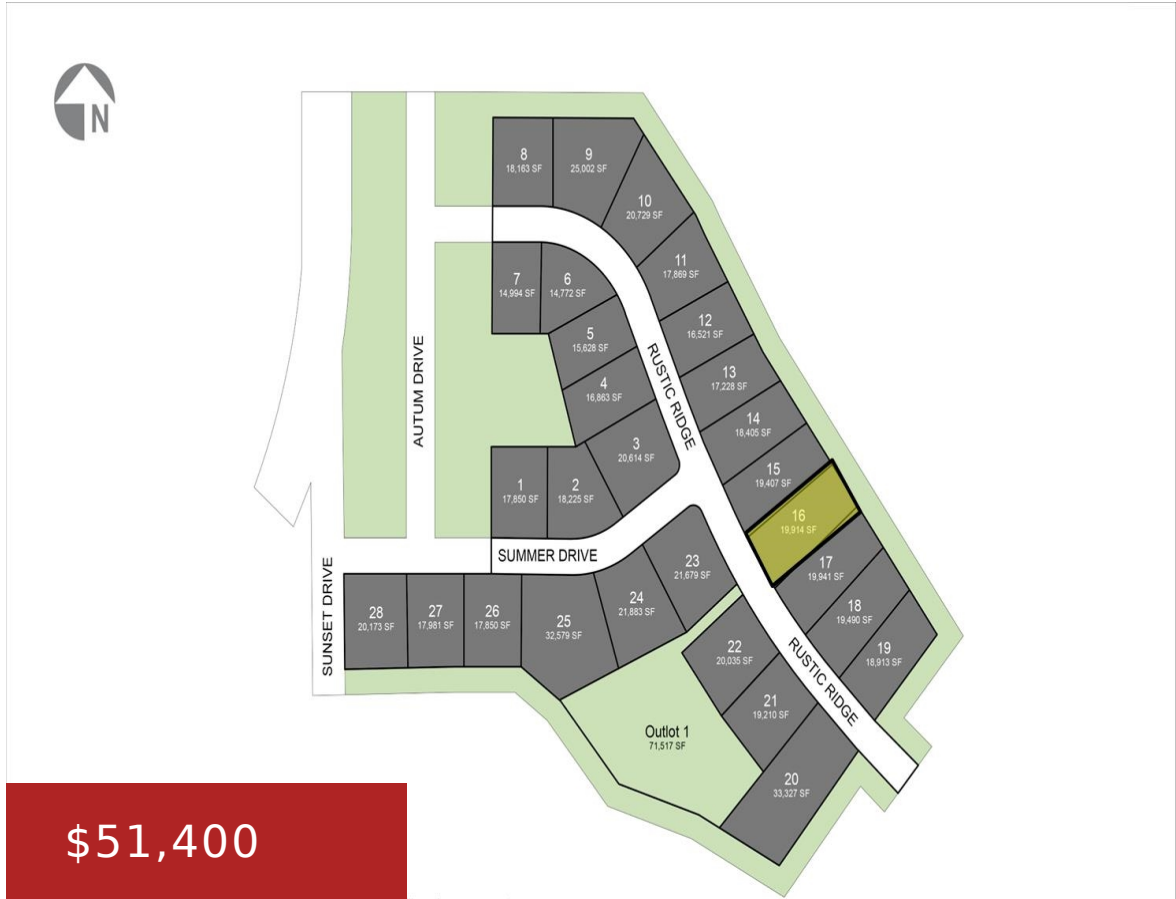 N
8
18,163 SF
9
25,002 SF
10
20,729 SF
11
17,869 SF
7
14,994 SF
6
14,772 SF
12
16,521 SF
5
15,628 SF
13
17,228 SF
4
16,863 SF
14
18,405 SF
RUSTIC RIDGE
AUTUM DRIVE
3
20,614 SF
15
19,407 SF
1
17,850 SF
2
18,225 SF
16
19,914 SF
SUMMER DRIVE
23
21,679 SF
17
19,941 SF
SUNSET DRIVE
28
20,173 SF
27
17,981 SF
26
17,850 SF
25
32,579 SF
24
21,883 SF
18
19,490 SF
22
20,035 SF
19
18,913 SF
RUSTIC RIDGE
21
19,210 SF
Outlot 1
71,517 SF
20
33,327 SF
$51,400